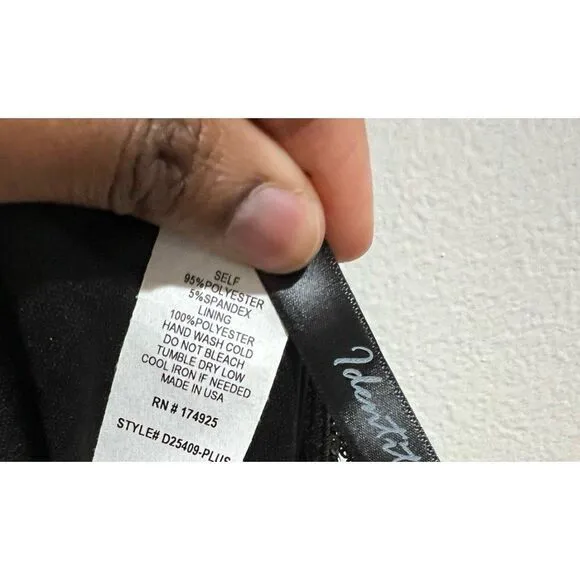 SELF
95%POLYESTER
5%SPANDEX
LINING
100%POLYESTER
HAND WASH COLD
DO NOT BLEACH
TUMBLE DRY LOW
COOL IRON IF NEEDED
MADE IN USA
RN # 174925
STYLE# D25409-PLUS
Identit